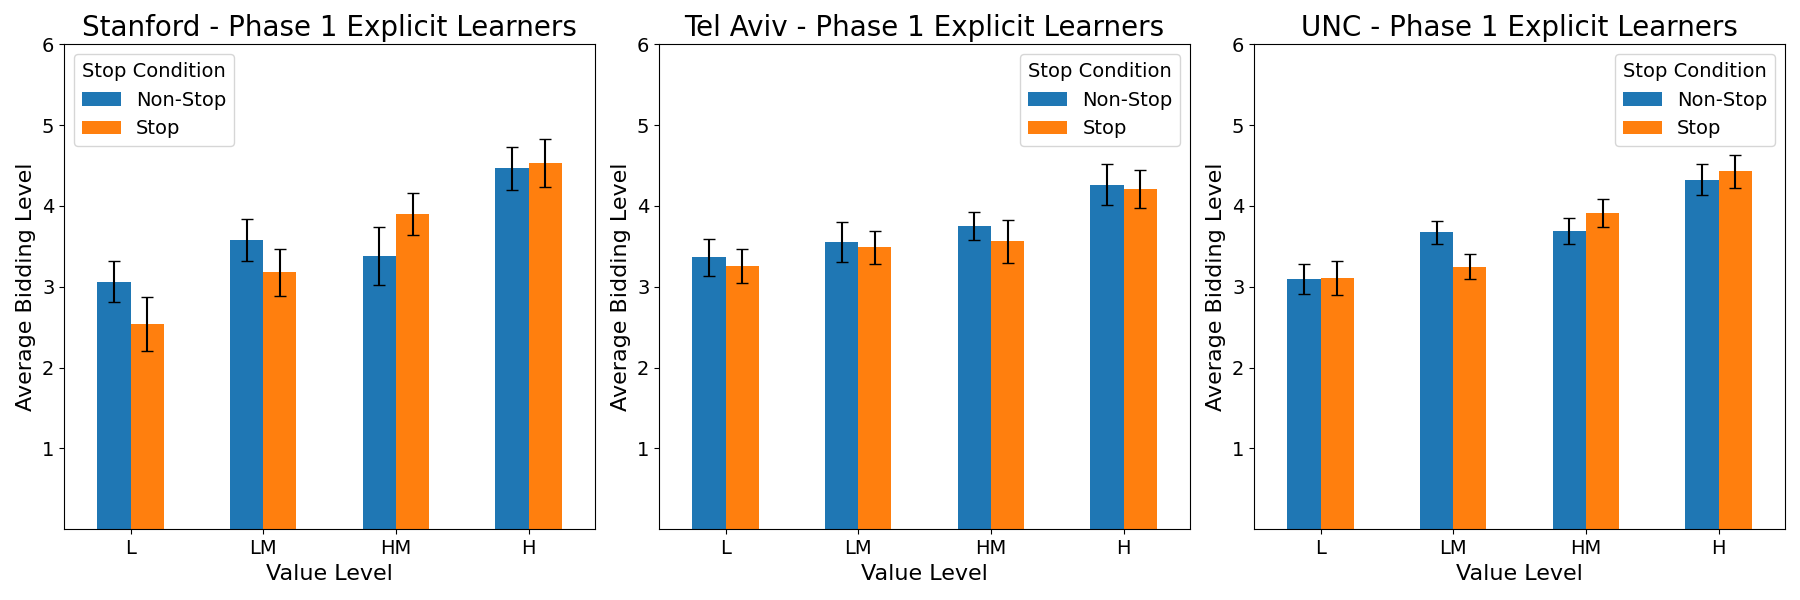 Stanford - Phase 1 Explicit Learners
Stop Condition
Non-Stop
Stop
Average Bidding Level
6
5
4
3
2
1
L LM HM H
Value Level
Tel Aviv - Phase 1 Explicit Learners
Stop Condition
Non-Stop
Stop
Average Bidding Level
6
5
4
3
2
1
L LM HM H
Value Level
UNC - Phase 1 Explicit Learners
Stop Condition
Non-Stop
Stop
Average Bidding Level
6
5
4
3
2
1
L LM HM H
Value Level